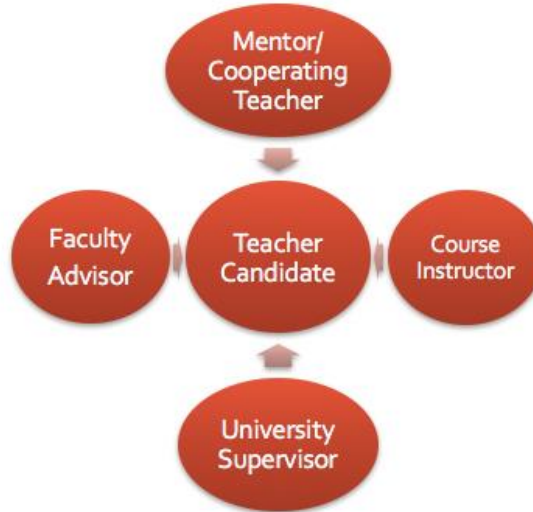 Mentor/
Cooperating
Teacher
Faculty
Advisor
Teacher
Candidate
Course
Instructor
University
Supervisor